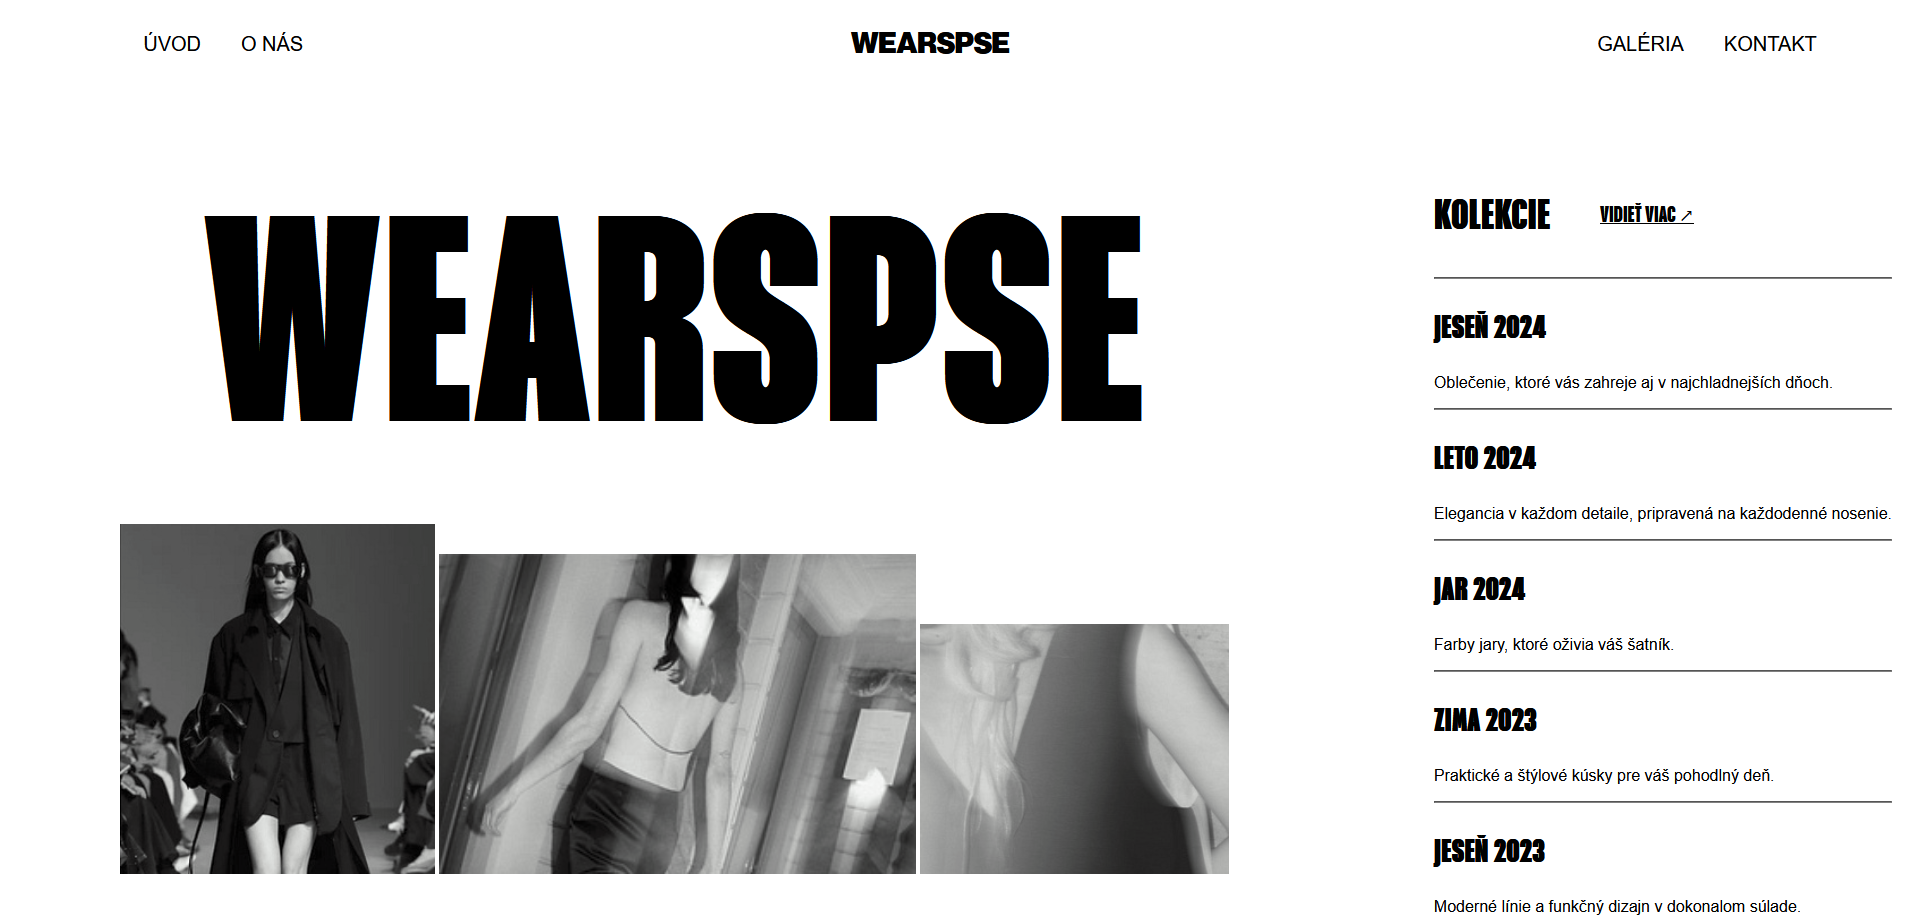 ÚVOD O NÁS WEARSPSE GALÉRIA KONTAKT
WEARSPSE
KOLEKCIE VIDIEŤ VIAC ↗
JESEŇ 2024
Oblečenie, ktoré vás zahreje aj v najchladnejších dňoch.
LETO 2024
Elegancia v každom detaile, pripravená na každodenné nosenie.
JAR 2024
Farby jary, ktoré oživia váš šatník.
ZIMA 2023
Praktické a štýlové kúsky pre váš pohodlný deň.
JESEŇ 2023
Moderné línie a funkčný dizajn v dokonalom súlade.